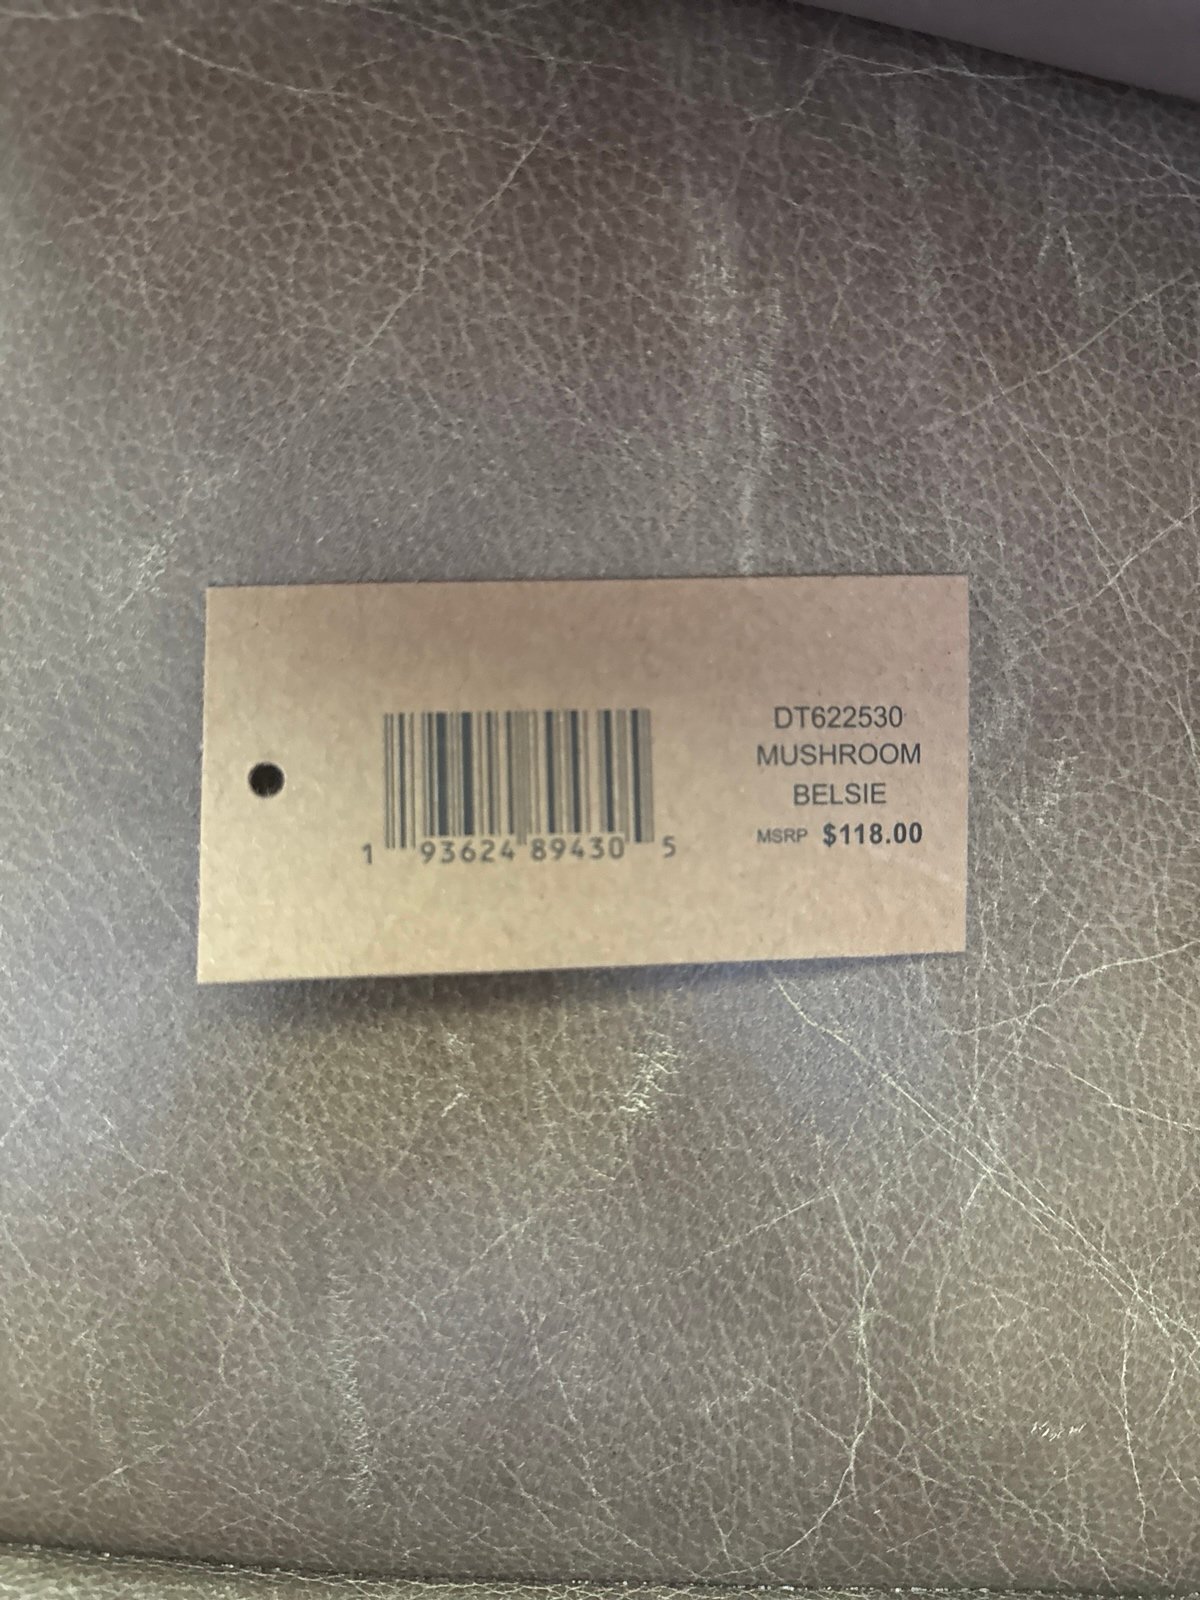 DT622530
MUSHROOM
BELSIE
MSRP $118.00
1 93624 89430 5